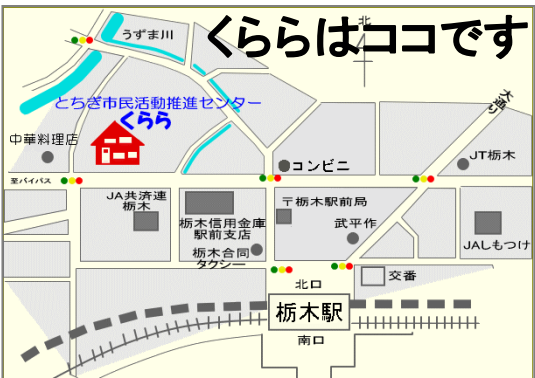 くららはココです
北
うずま川
大通り
とちぎ市民活動推進センター
くらら
中華料理店
コンビニ
JT栃木
至バイパス
JA共済連
栃木
栃木信用金庫
駅前支店
〒栃木駅前局
武平作
JAしもつけ
栃木合同
タクシー
交番
北口
栃木駅
南口